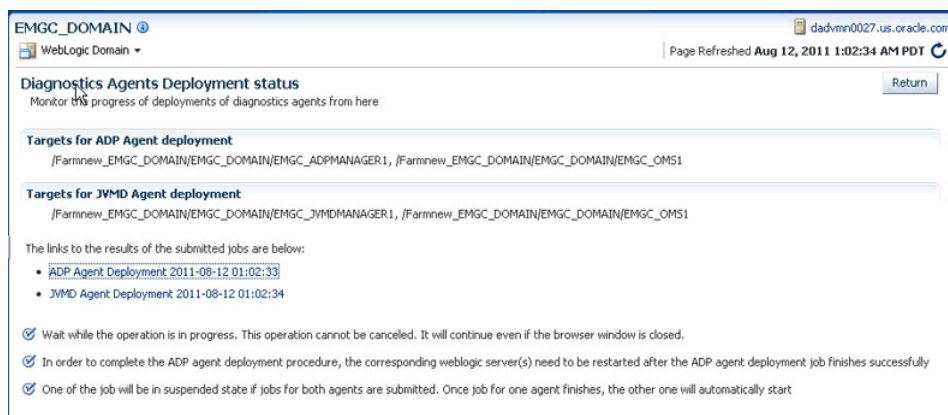 EMGC_DOMAIN
dadvmn0027.us.oracle.com
WebLogic Domain
Page Refreshed Aug 12, 2011 1:02:34 AM PDT
Diagnostics Agents Deployment status
Return
Monitor the progress of deployments of diagnostics agents from here
Targets for ADP Agent deployment
/Farmnew_EMGC_DOMAIN/EMGC_DOMAIN/EMGC_ADPMANAGER1, /Farmnew_EMGC_DOMAIN/EMGC_DOMAIN/EMGC_OMS1
Targets for JVMD Agent deployment
/Farmnew_EMGC_DOMAIN/EMGC_DOMAIN/EMGC_JVMDMANAGER1, /Farmnew_EMGC_DOMAIN/EMGC_DOMAIN/EMGC_OMS1
The links to the results of the submitted jobs are below:
• ADP Agent Deployment 2011-08-12 01:02:33
• JVMD Agent Deployment 2011-08-12 01:02:34
Wait while the operation is in progress. This operation cannot be canceled. It will continue even if the browser window is closed.
In order to complete the ADP agent deployment procedure, the corresponding weblogic server(s) need to be restarted after the ADP agent deployment job finishes successfully
One of the job will be in suspended state if jobs for both agents are submitted. Once job for one agent finishes, the other one will automatically start